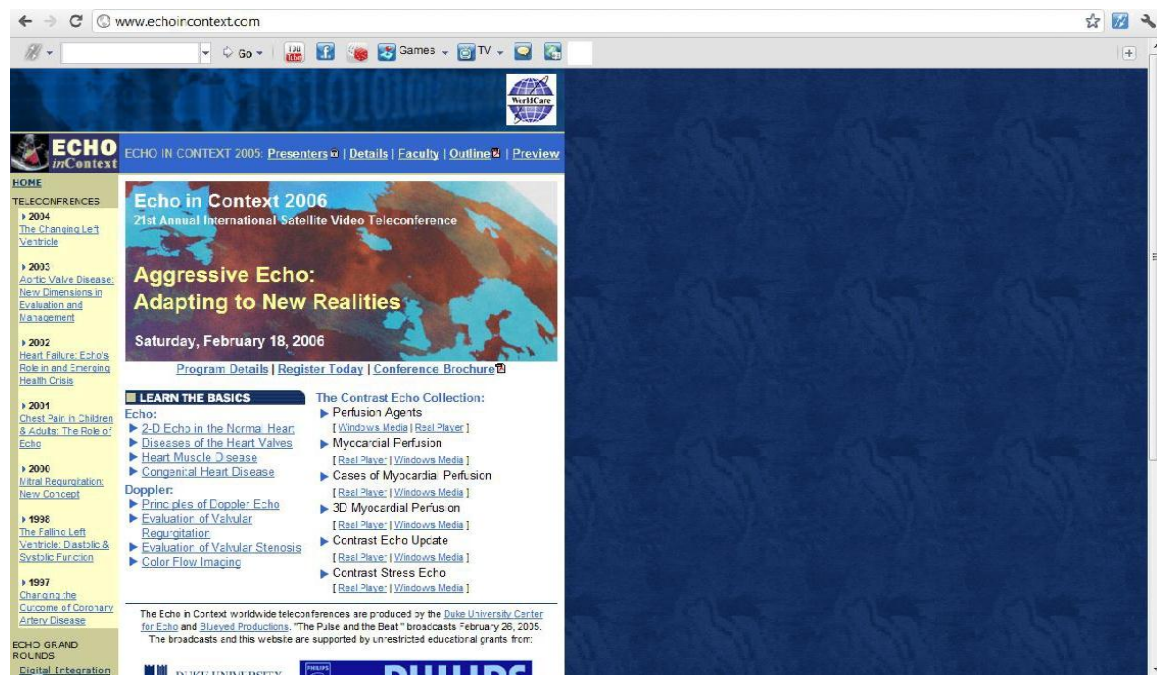 www.echoincontext.com
Go
You Tube
Games
TV
WorldCare
ECHO
inContext
ECHO IN CONTEXT 2005: Presenters | Details | Faculty | Outline | Preview
HOME
TELECONFRENCES
2004
The Changing Left
Ventricle
2003
Aortic Valve Disease:
New Dimensions in
Evaluation and
Management
2002
Heart Failure: Echo's
Role in and Emerging
Health Crisis
2001
Chest Pain in Children
& Adults: The Role of
Echo
2000
Mitral Regurgitation:
New Concept
1998
The Failing Left
Ventricle: Diastolic &
Systolic Function
1997
Changing the
Outcome of Coronary
Artery Disease
ECHO GRAND
ROUNDS
Digital Integration
Echo in Context 2006
21st Annual International Satellite Video Teleconference
Aggressive Echo:
Adapting to New Realities
Saturday, February 18, 2006
Program Details | Register Today | Conference Brochure
LEARN THE BASICS
Echo:
2-D Echo in the Normal Heart
Diseases of the Heart Valves
Heart Muscle Disease
Congenital Heart Disease
Doppler:
Principles of Doppler Echo
Evaluation of Valvular
Regurgitation
Evaluation of Valvular Stenosis
Color Flow Imaging
The Contrast Echo Collection:
Perfusion Agents
[ Windows Media | Real Player ]
Myocardial Perfusion
[ Real Player | Windows Media ]
Cases of Myocardial Perfusion
[ Real Player | Windows Media ]
3D Myocardial Perfusion
[ Real Player | Windows Media ]
Contrast Echo Update
[ Real Player | Windows Media ]
Contrast Stress Echo
[ Real Player | Windows Media ]
The Echo in Context worldwide teleconferences are produced by the Duke University Center
for Echo and Blueyed Productions. "The Pulse and the Beat" broadcasts February 26, 2005.
The broadcasts and this website are supported by unrestricted educational grants from:
DUKE UNIVERSITY
PHILIPS
PHILIPS